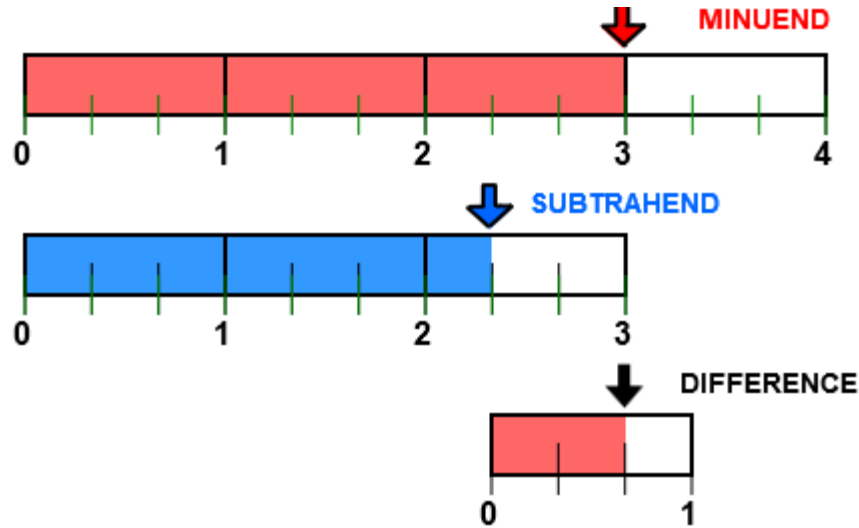 MINUEND
0 1 2 3 4
SUBTRAHEND
0 1 2 3
DIFFERENCE
0 1